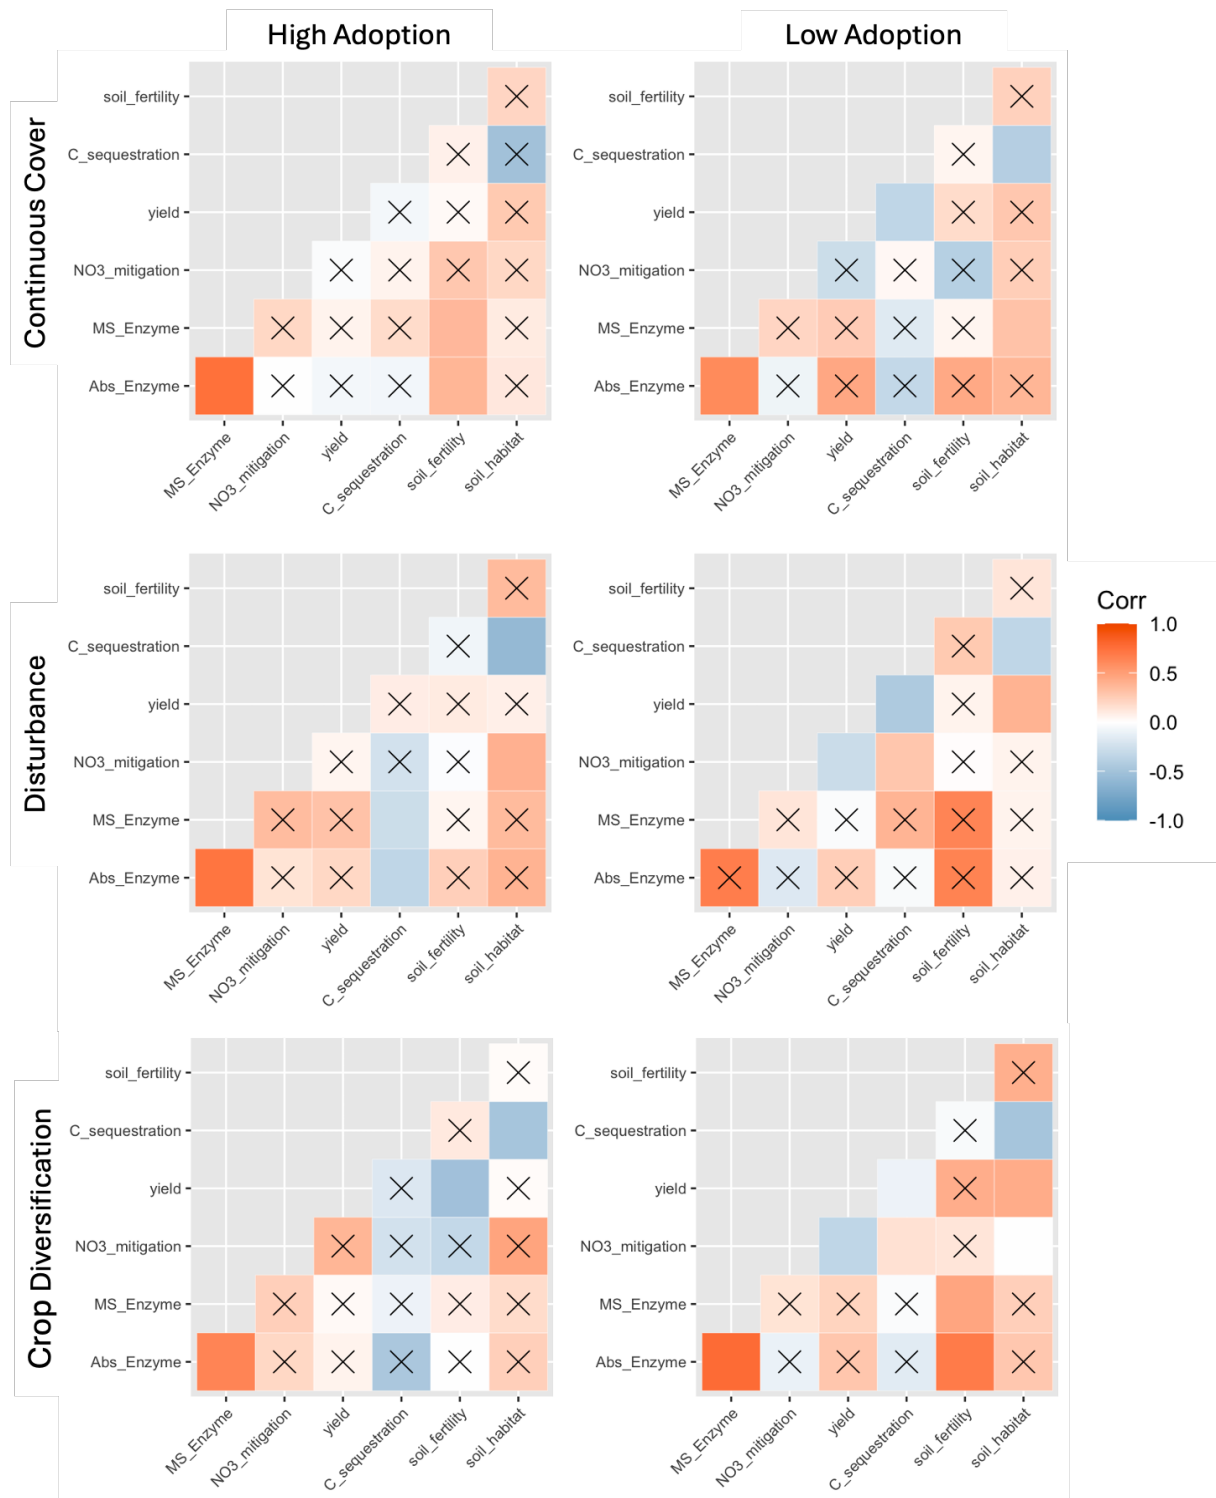 High Adoption
Low Adoption
Continuous Cover
soil_fertility
C_sequestration
yield
NO3_mitigation
MS_Enzyme
Abs_Enzyme
MS_Enzyme
NO3_mitigation
yield
C_sequestration
soil_fertility
soil_habitat
soil_fertility
C_sequestration
yield
NO3_mitigation
MS_Enzyme
Abs_Enzyme
MS_Enzyme
NO3_mitigation
yield
C_sequestration
soil_fertility
soil_habitat
Disturbance
soil_fertility
C_sequestration
yield
NO3_mitigation
MS_Enzyme
Abs_Enzyme
MS_Enzyme
NO3_mitigation
yield
C_sequestration
soil_fertility
soil_habitat
soil_fertility
C_sequestration
yield
NO3_mitigation
MS_Enzyme
Abs_Enzyme
MS_Enzyme
NO3_mitigation
yield
C_sequestration
soil_fertility
soil_habitat
Corr
1.0
0.5
0.0
-0.5
-1.0
Crop Diversification
soil_fertility
C_sequestration
yield
NO3_mitigation
MS_Enzyme
Abs_Enzyme
MS_Enzyme
NO3_mitigation
yield
C_sequestration
soil_fertility
soil_habitat
soil_fertility
C_sequestration
yield
NO3_mitigation
MS_Enzyme
Abs_Enzyme
MS_Enzyme
NO3_mitigation
yield
C_sequestration
soil_fertility
soil_habitat